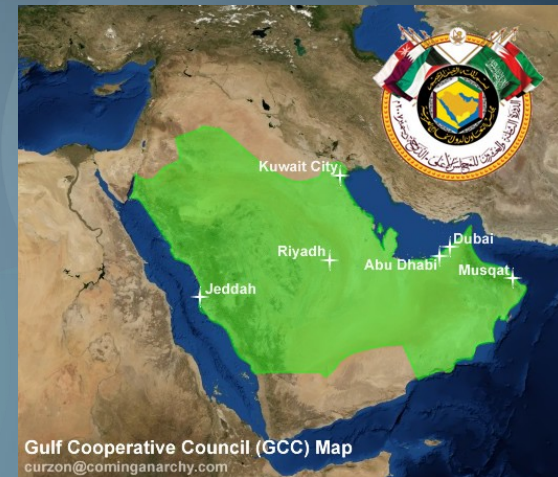 Kuwait City
Dubai
Riyadh
Abu Dhabi
Musqat
Jeddah
Gulf Cooperative Council (GCC) Map
curzon@cominganarchy.com